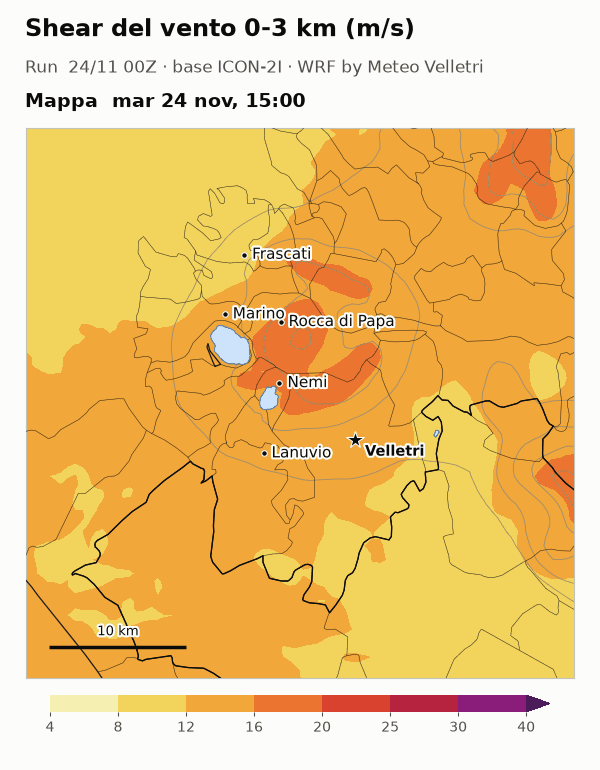 Shear del vento 0-3 km (m/s)
Run  24/11 00Z · base ICON-2I · WRF by Meteo Velletri
Mappa  mar 24 nov, 15:00
Frascati
Marino
Rocca di Papa
Nemi
Velletri
Lanuvio
10 km
4 8 12 16 20 25 30 40